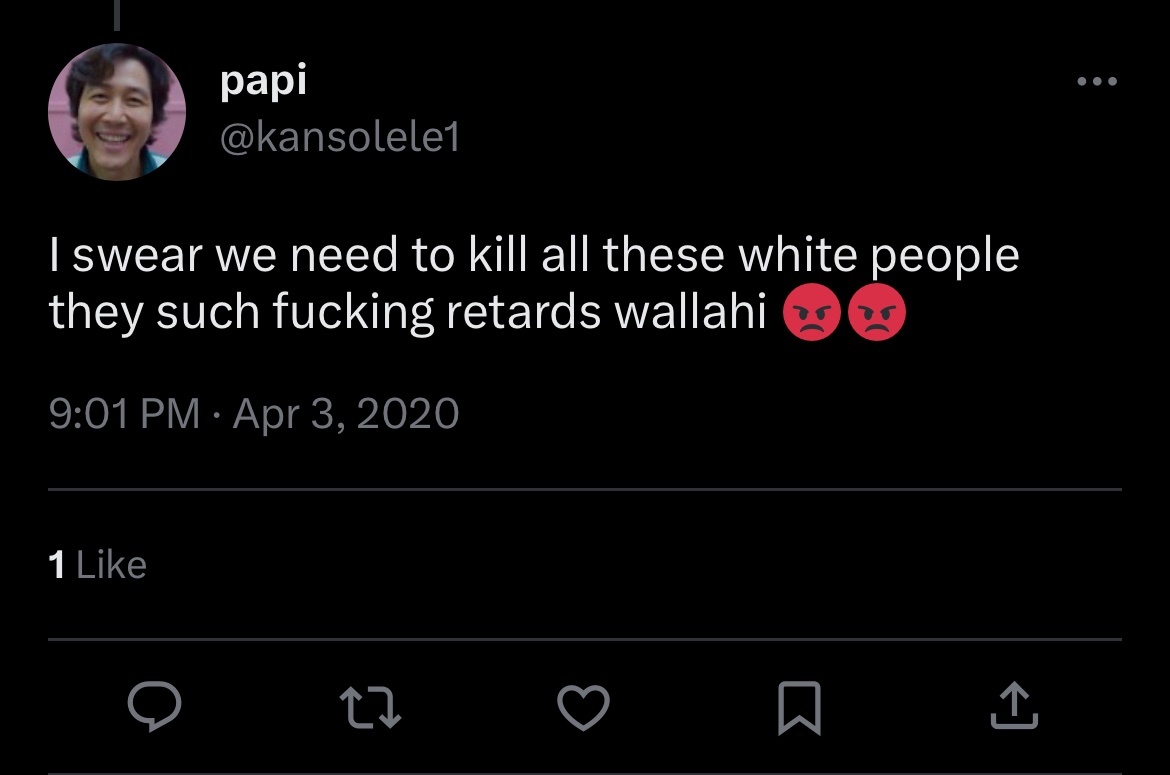 papi
@kansolele1
I swear we need to kill all these white people
they such fucking retards wallahi 😡😡
9:01 PM · Apr 3, 2020
1 Like